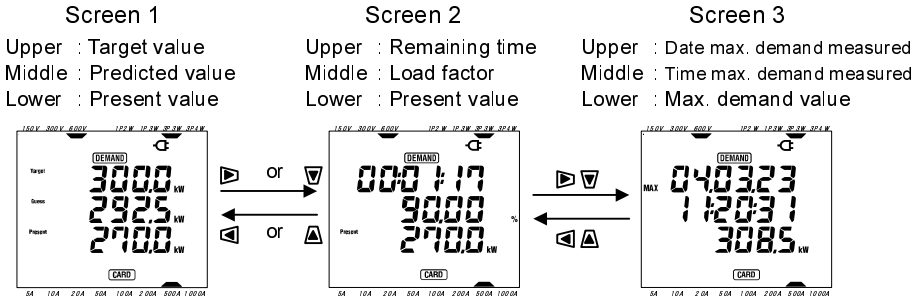 Screen 1
Upper : Target value
Middle : Predicted value
Lower : Present value
Screen 2
Upper : Remaining time
Middle : Load factor
Lower : Present value
Screen 3
Upper : Date max. demand measured
Middle : Time max. demand measured
Lower : Max. demand value
150V 300V 600V 1P2W 1P3W 3P3W 3P4W
DEMAND
Target 300.0 kW
Guess 292.5 kW
Present 270.0 kW
CARD
5A 10A 20A 50A 100A 200A 500A 1000A
or
or
150V 300V 600V 1P2W 1P3W 3P3W 3P4W
DEMAND
00:01:17
90.00 %
Present 270.0 kW
CARD
5A 10A 20A 50A 100A 200A 500A 1000A
150V 300V 600V 1P2W 1P3W 3P3W 3P4W
DEMAND
MAX 04.03.23
11:20:31
308.5 kW
CARD
5A 10A 20A 50A 100A 200A 500A 1000A